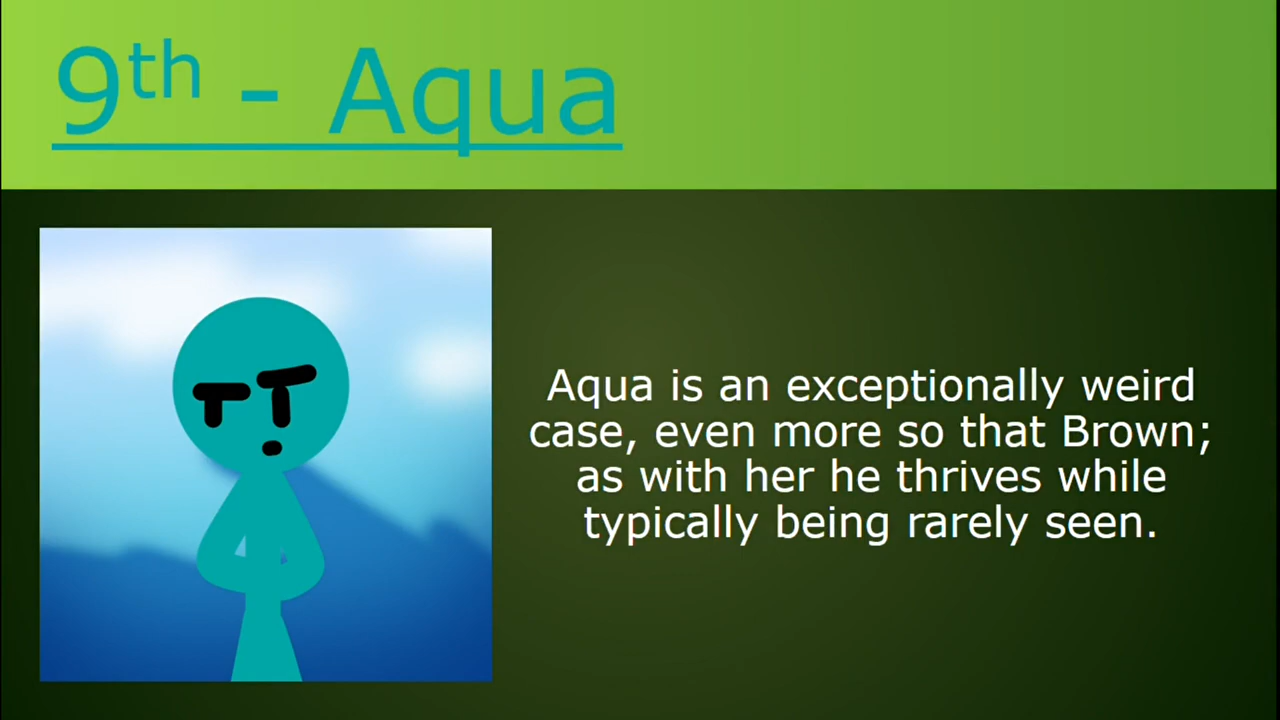 9th - Aqua
Aqua is an exceptionally weird
case, even more so that Brown;
as with her he thrives while
typically being rarely seen.